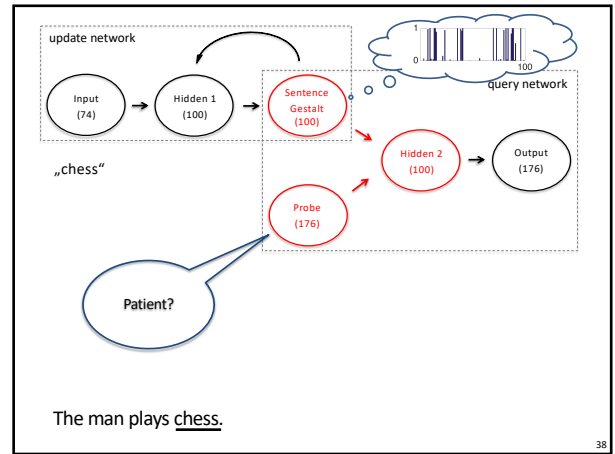 update network
1
0
100
query network
Input
(74)
Hidden 1
(100)
Sentence
Gestalt
(100)
Hidden 2
(100)
Output
(176)
„chess“
Probe
(176)
Patient?
The man plays chess.
38